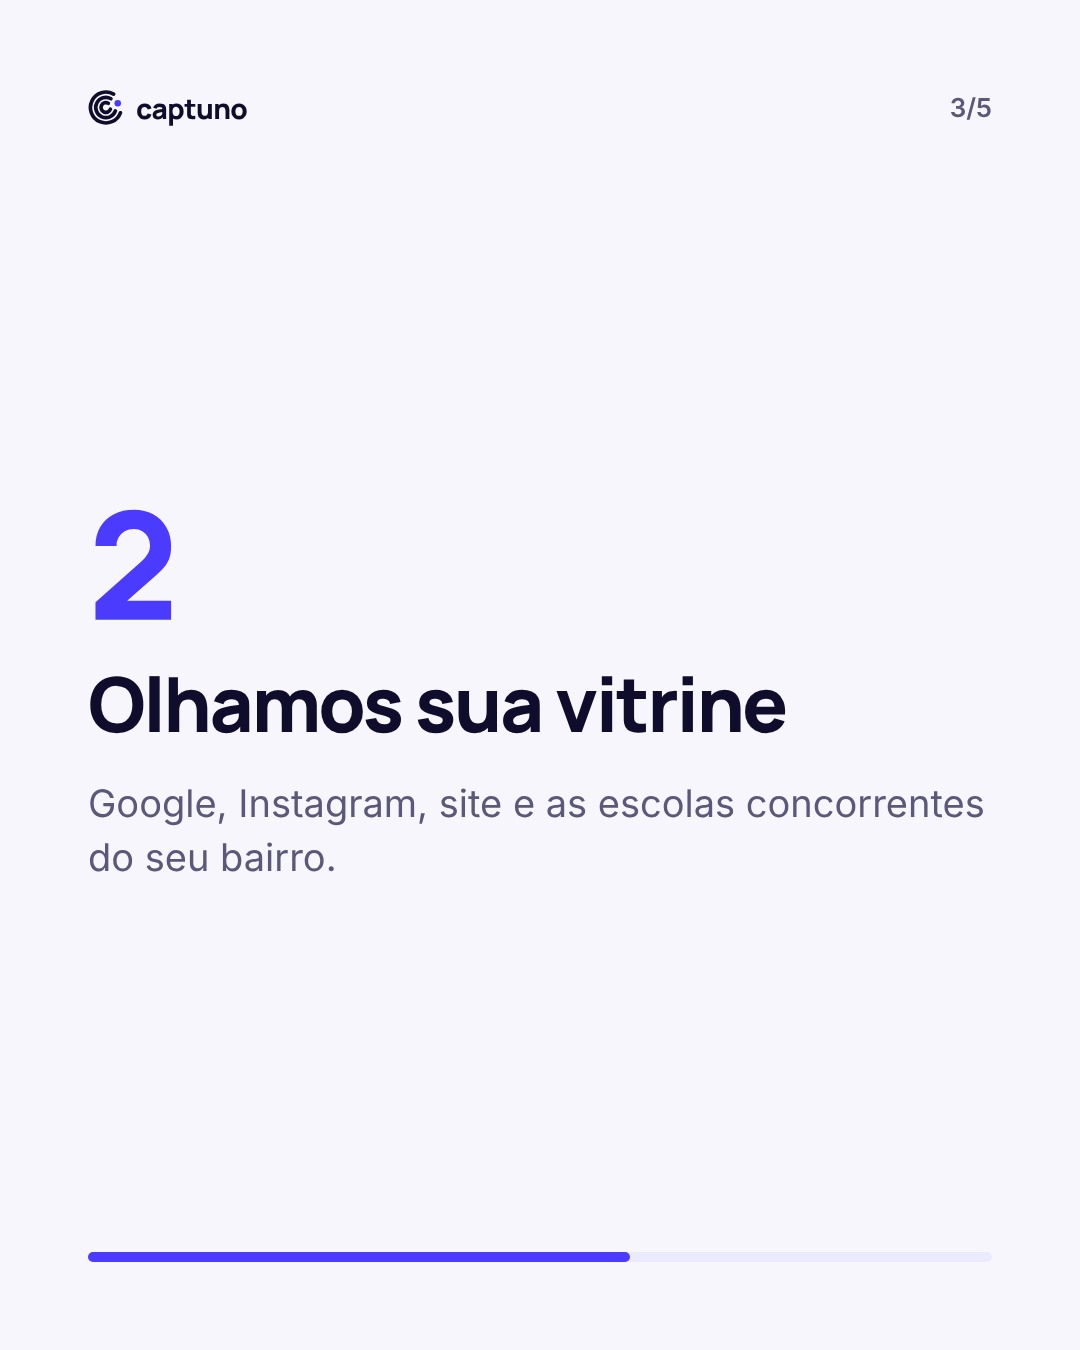 captuno
3/5
2
Olhamos sua vitrine
Google, Instagram, site e as escolas concorrentes
do seu bairro.